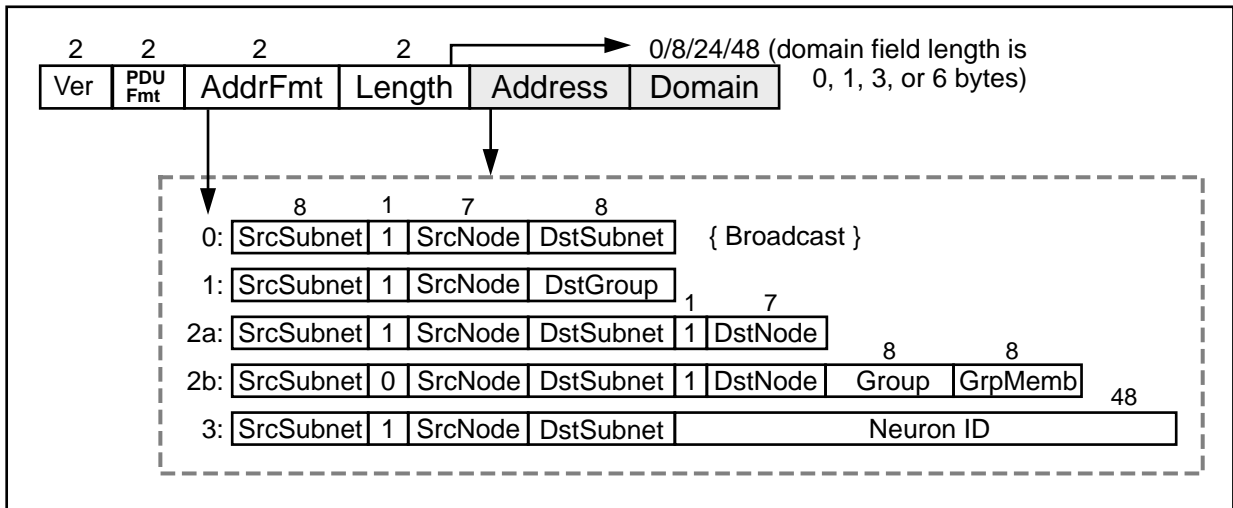 2 2 2 2 0/8/24/48 (domain field length is
0, 1, 3, or 6 bytes)
Ver PDU Fmt AddrFmt Length Address Domain
8 1 7 8
0: SrcSubnet 1 SrcNode DstSubnet { Broadcast }
1: SrcSubnet 1 SrcNode DstGroup
1 7
2a: SrcSubnet 1 SrcNode DstSubnet 1 DstNode
8 8
2b: SrcSubnet 0 SrcNode DstSubnet 1 DstNode Group GrpMemb
48
3: SrcSubnet 1 SrcNode DstSubnet Neuron ID